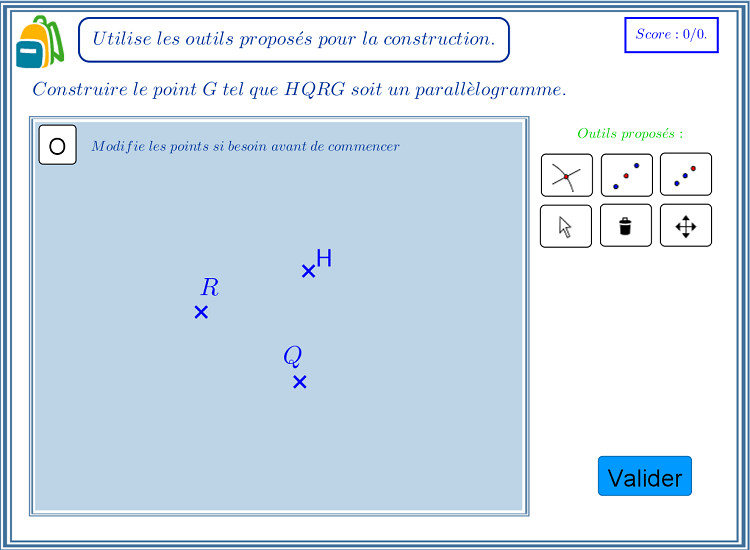 Utilise les outils proposés pour la construction.
Score : 0/0.
Construire le point G tel que HQRG soit un parallèlogramme.
O
Modifie les points si besoin avant de commencer
Outils proposés :
H
R
Q
Valider